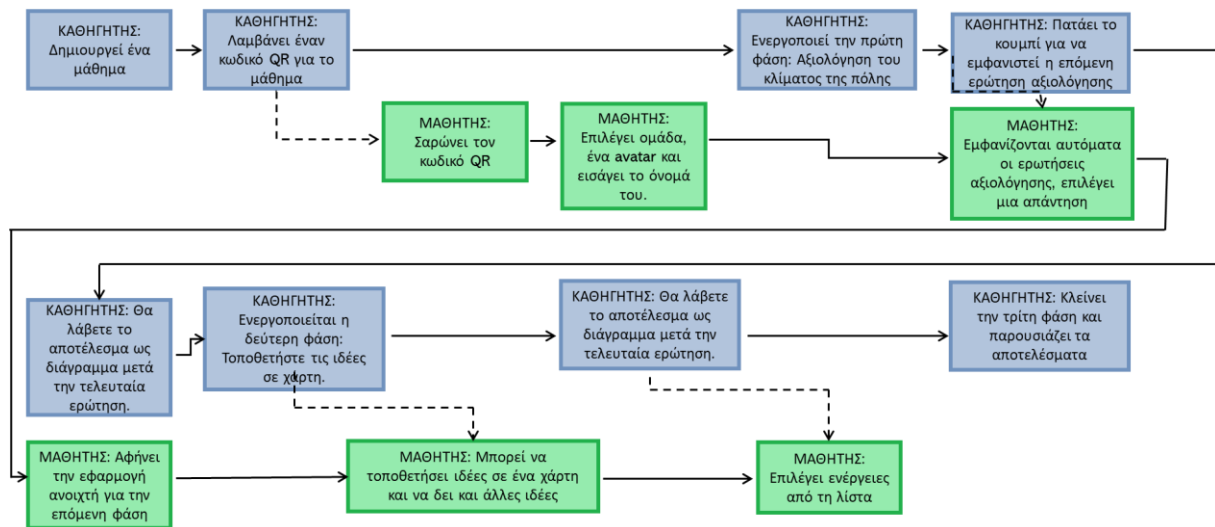 ΚΑΘΗΓΗΤΗΣ:
Δημιουργεί ένα
μάθημα
ΚΑΘΗΓΗΤΗΣ:
Λαμβάνει έναν
κωδικό QR για το
μάθημα
ΚΑΘΗΓΗΤΗΣ:
Ενεργοποιεί την πρώτη
φάση: Αξιολόγηση του
κλίματος της πόλης
ΚΑΘΗΓΗΤΗΣ: Πατάει το
κουμπί για να
εμφανιστεί η επόμενη
ερώτηση αξιολόγησης
ΜΑΘΗΤΗΣ:
Σαρώνει τον
κωδικό QR
ΜΑΘΗΤΗΣ:
Επιλέγει ομάδα,
ένα avatar και
εισάγει το όνομά
του.
ΜΑΘΗΤΗΣ:
Εμφανίζονται αυτόματα
οι ερωτήσεις
αξιολόγησης, επιλέγει
μια απάντηση
ΚΑΘΗΓΗΤΗΣ: Θα
λάβετε το
αποτέλεσμα ως
διάγραμμα μετά
την τελευταία
ερώτηση.
ΚΑΘΗΓΗΤΗΣ:
Ενεργοποιείται η
δεύτερη φάση:
Τοποθετήστε τις ιδέες
σε χάρτη.
ΚΑΘΗΓΗΤΗΣ: Θα λάβετε
το αποτέλεσμα ως
διάγραμμα μετά την
τελευταία ερώτηση.
ΚΑΘΗΓΗΤΗΣ: Κλείνει
την τρίτη φάση και
παρουσιάζει τα
αποτελέσματα
ΜΑΘΗΤΗΣ: Αφήνει
την εφαρμογή
ανοιχτή για την
επόμενη φάση
ΜΑΘΗΤΗΣ: Μπορεί να
τοποθετήσει ιδέες σε ένα χάρτη
και να δει και άλλες ιδέες
ΜΑΘΗΤΗΣ:
Επιλέγει ενέργειες
από τη λίστα